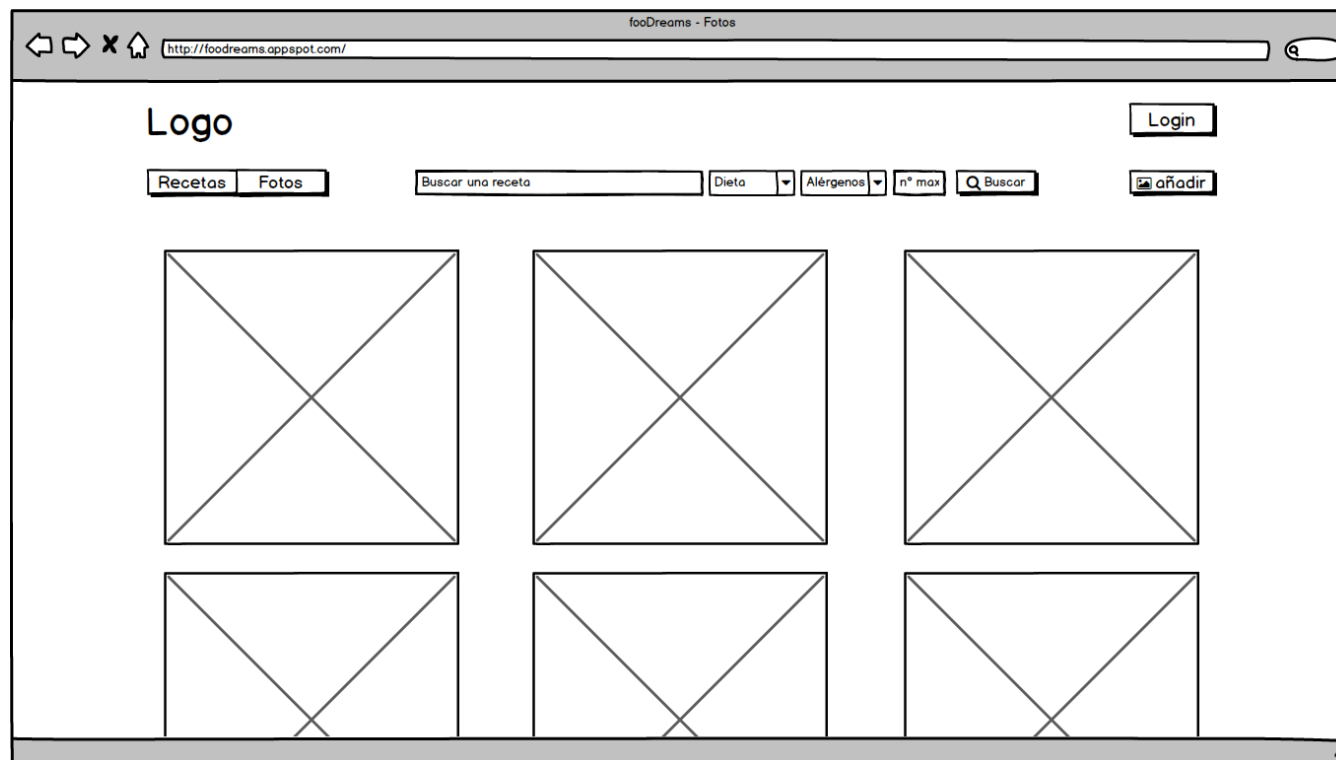 fooDreams - Fotos
http://foodreams.appspot.com/
Logo
Login
Recetas Fotos Buscar una receta Dieta Alérgenos nº max Buscar añadir